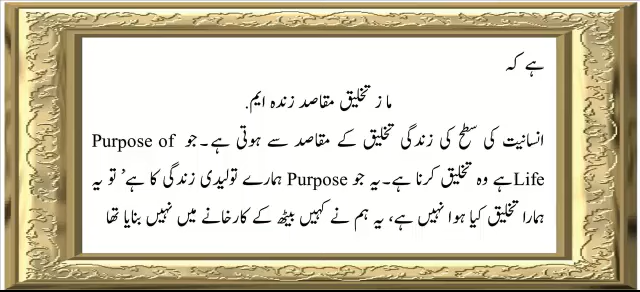 ہے کہ
ما ز تخلیق مقاصد زندہ ایم.
انسانیت کی سطح کی زندگی تخلیق کے مقاصد سے ہوتی ہے۔ جو Purpose of
Life ہے وہ تخلیق کرنا ہے۔ یہ جو Purpose ہمارے تولیدی زندگی کا ہے’ تو یہ
ہمارا تخلیق کیا ہوا نہیں ہے، یہ ہم نے کہیں بیٹھ کے کارخانے میں نہیں بنایا تھا